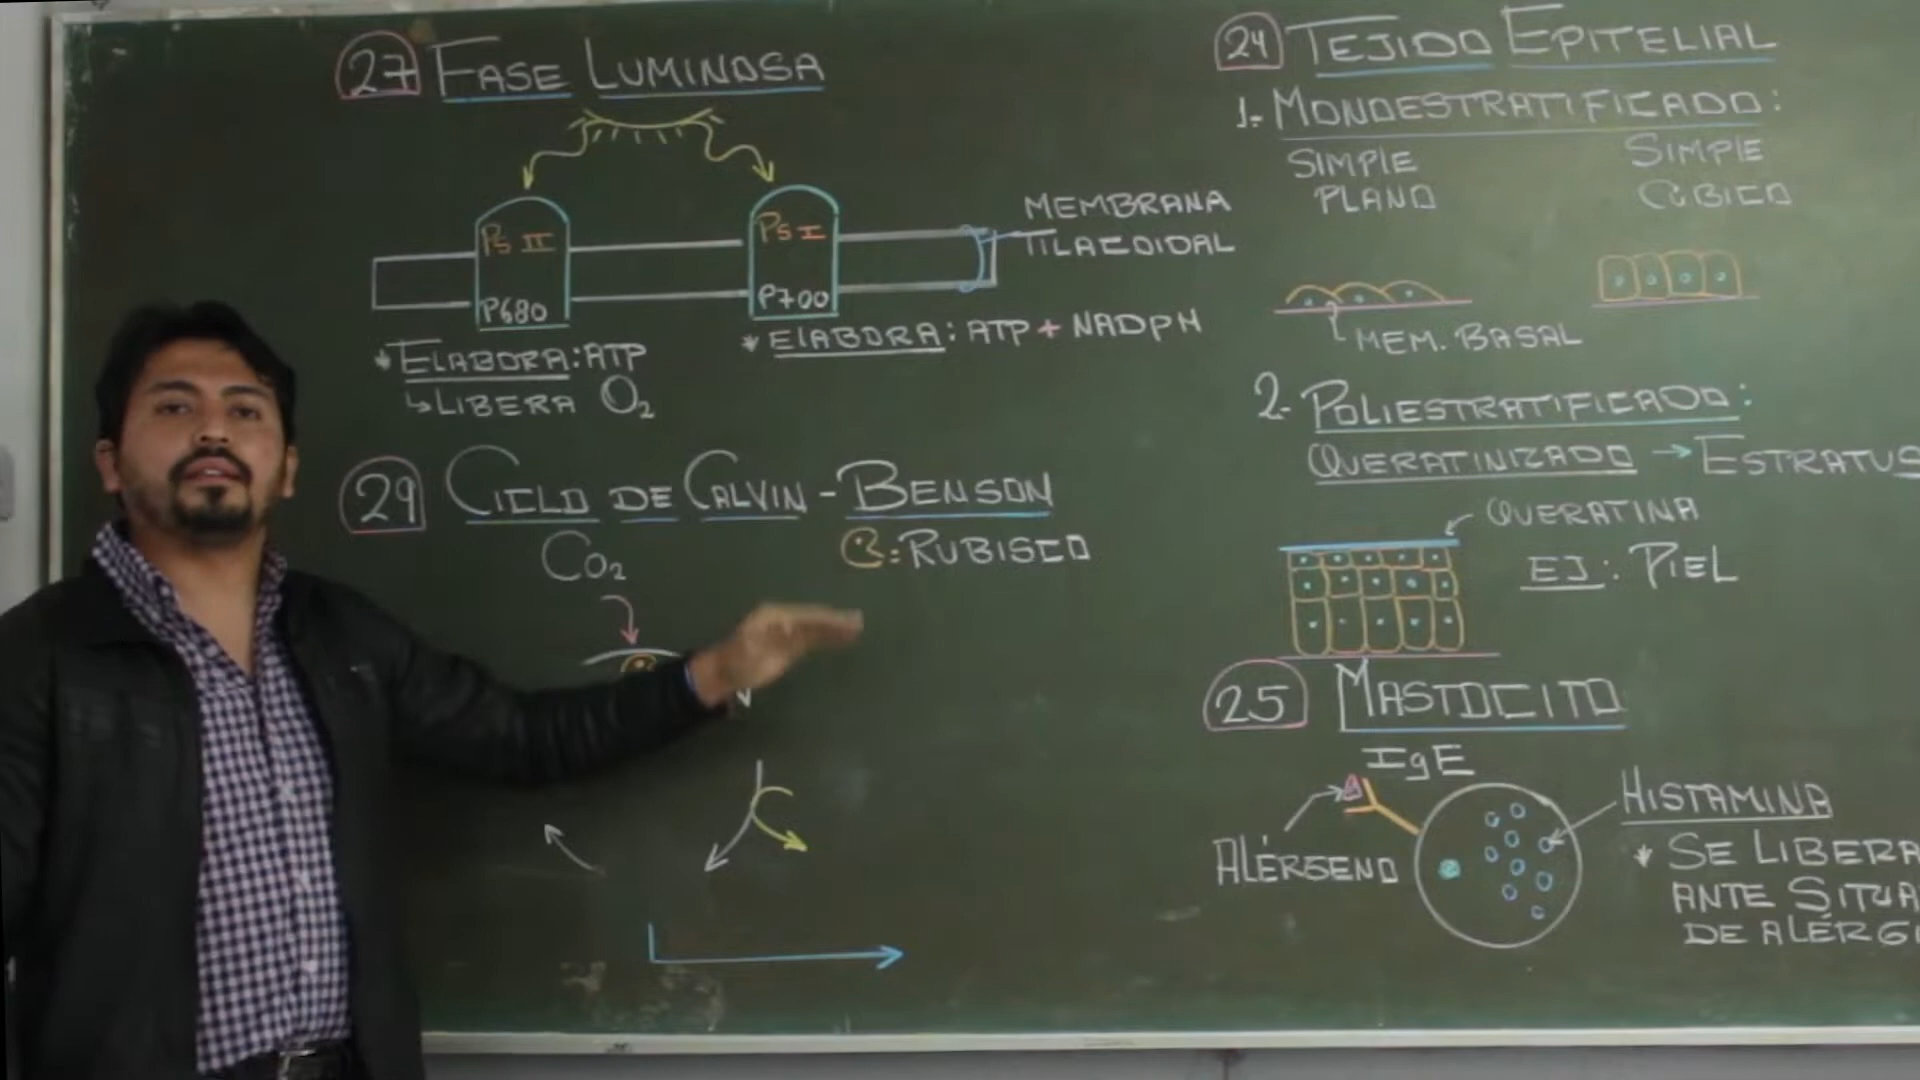 27 FASE LUMINOSA
PS II
P680
PS I
P700
MEMBRANA
TILACOIDAL
* ELABORA: ATP
↳ LIBERA O2
* ELABORA: ATP + NADPH
29 CICLO DE CALVIN - BENSON
CO2
: RUBISCO
24 TEJIDO EPITELIAL
1.- MONOESTRATIFICADO:
SIMPLE
PLANO
SIMPLE
CÚBICO
MEM. BASAL
2- POLIESTRATIFICADO:
QUERATINIZADO → ESTRATUS
QUERATINA
EJ: PIEL
25 MASTOCITO
IgE
ALÉRGENO
HISTAMINA
* SE LIBERA
ANTE SITUA
DE ALÉRGI